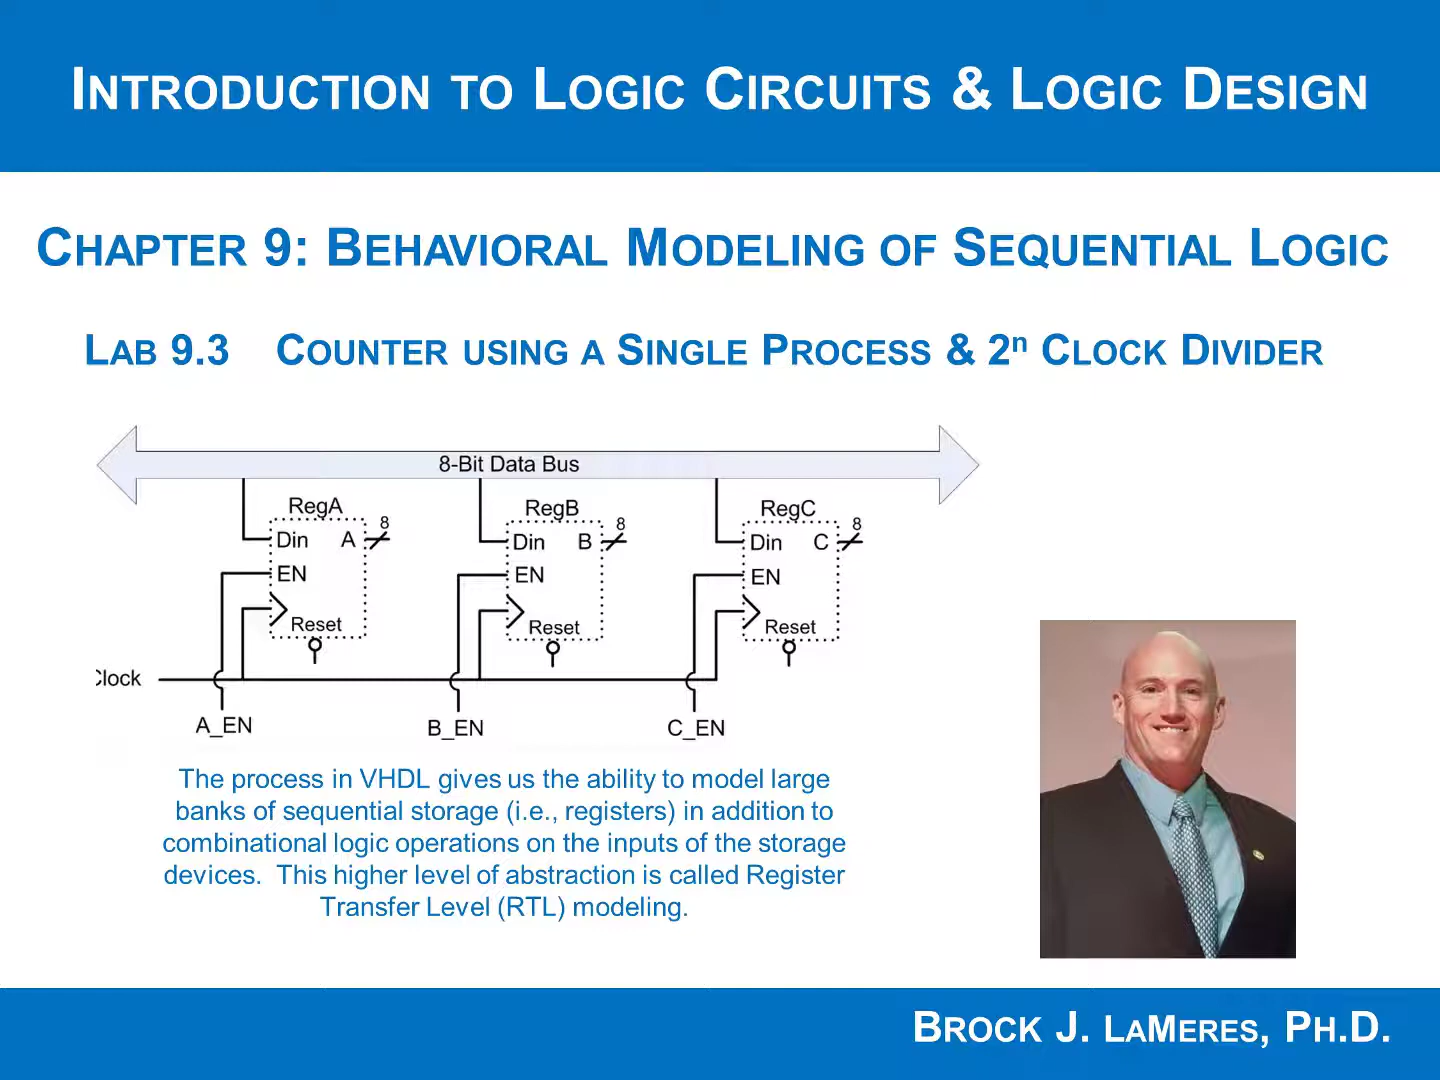 INTRODUCTION TO LOGIC CIRCUITS & LOGIC DESIGN
CHAPTER 9: BEHAVIORAL MODELING OF SEQUENTIAL LOGIC
LAB 9.3 COUNTER USING A SINGLE PROCESS & 2ⁿ CLOCK DIVIDER
8-Bit Data Bus
RegA RegB RegC
8 8 8
Din A Din B Din C
EN EN EN
Reset Reset Reset
Clock
A_EN B_EN C_EN
The process in VHDL gives us the ability to model large
banks of sequential storage (i.e., registers) in addition to
combinational logic operations on the inputs of the storage
devices. This higher level of abstraction is called Register
Transfer Level (RTL) modeling.
BROCK J. LAMERES, PH.D.